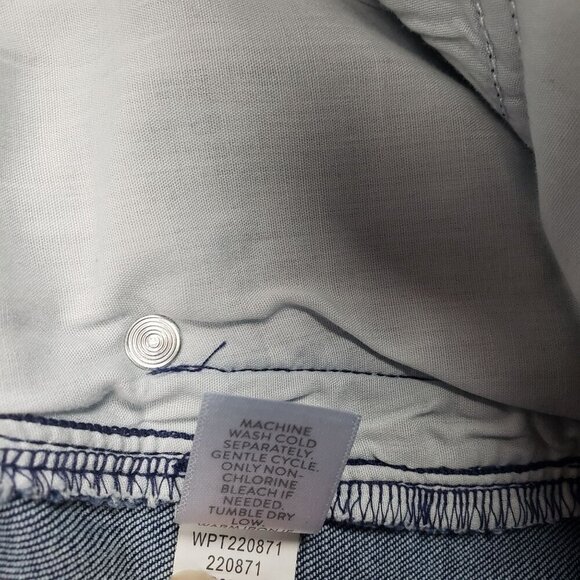 MACHINE
WASH COLD
SEPARATELY,
GENTLE CYCLE.
ONLY NON-
CHLORINE
BLEACH IF
NEEDED.
TUMBLE DRY
LOW.
WPT220871
220871